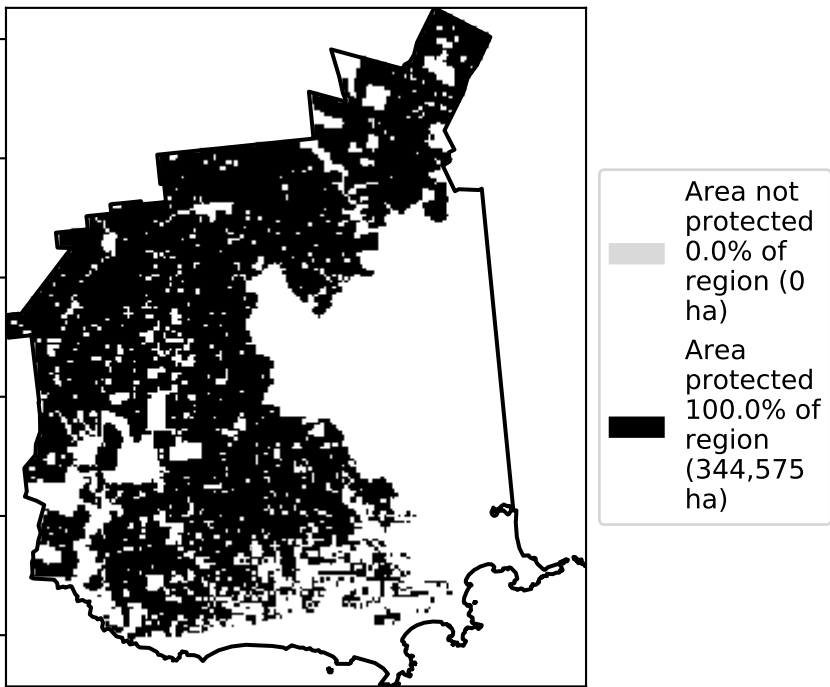 Area not
protected
0.0% of
region (0
ha)
Area
protected
100.0% of
region
(344,575
ha)